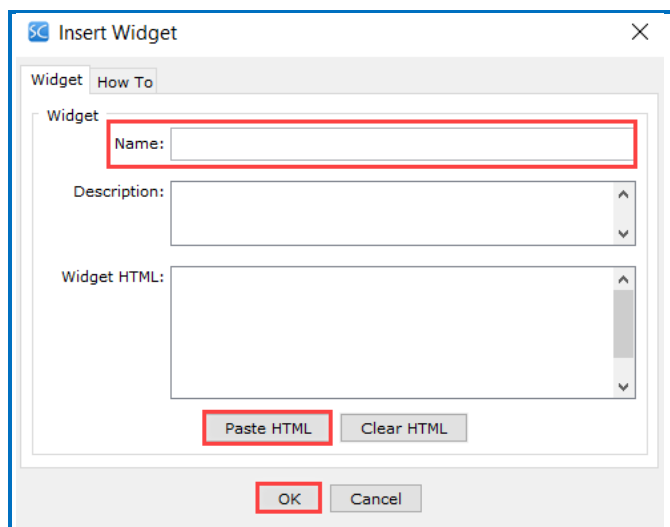 SC Insert Widget
Widget How To
Widget
Name:
Description:
Widget HTML:
Paste HTML Clear HTML
OK Cancel